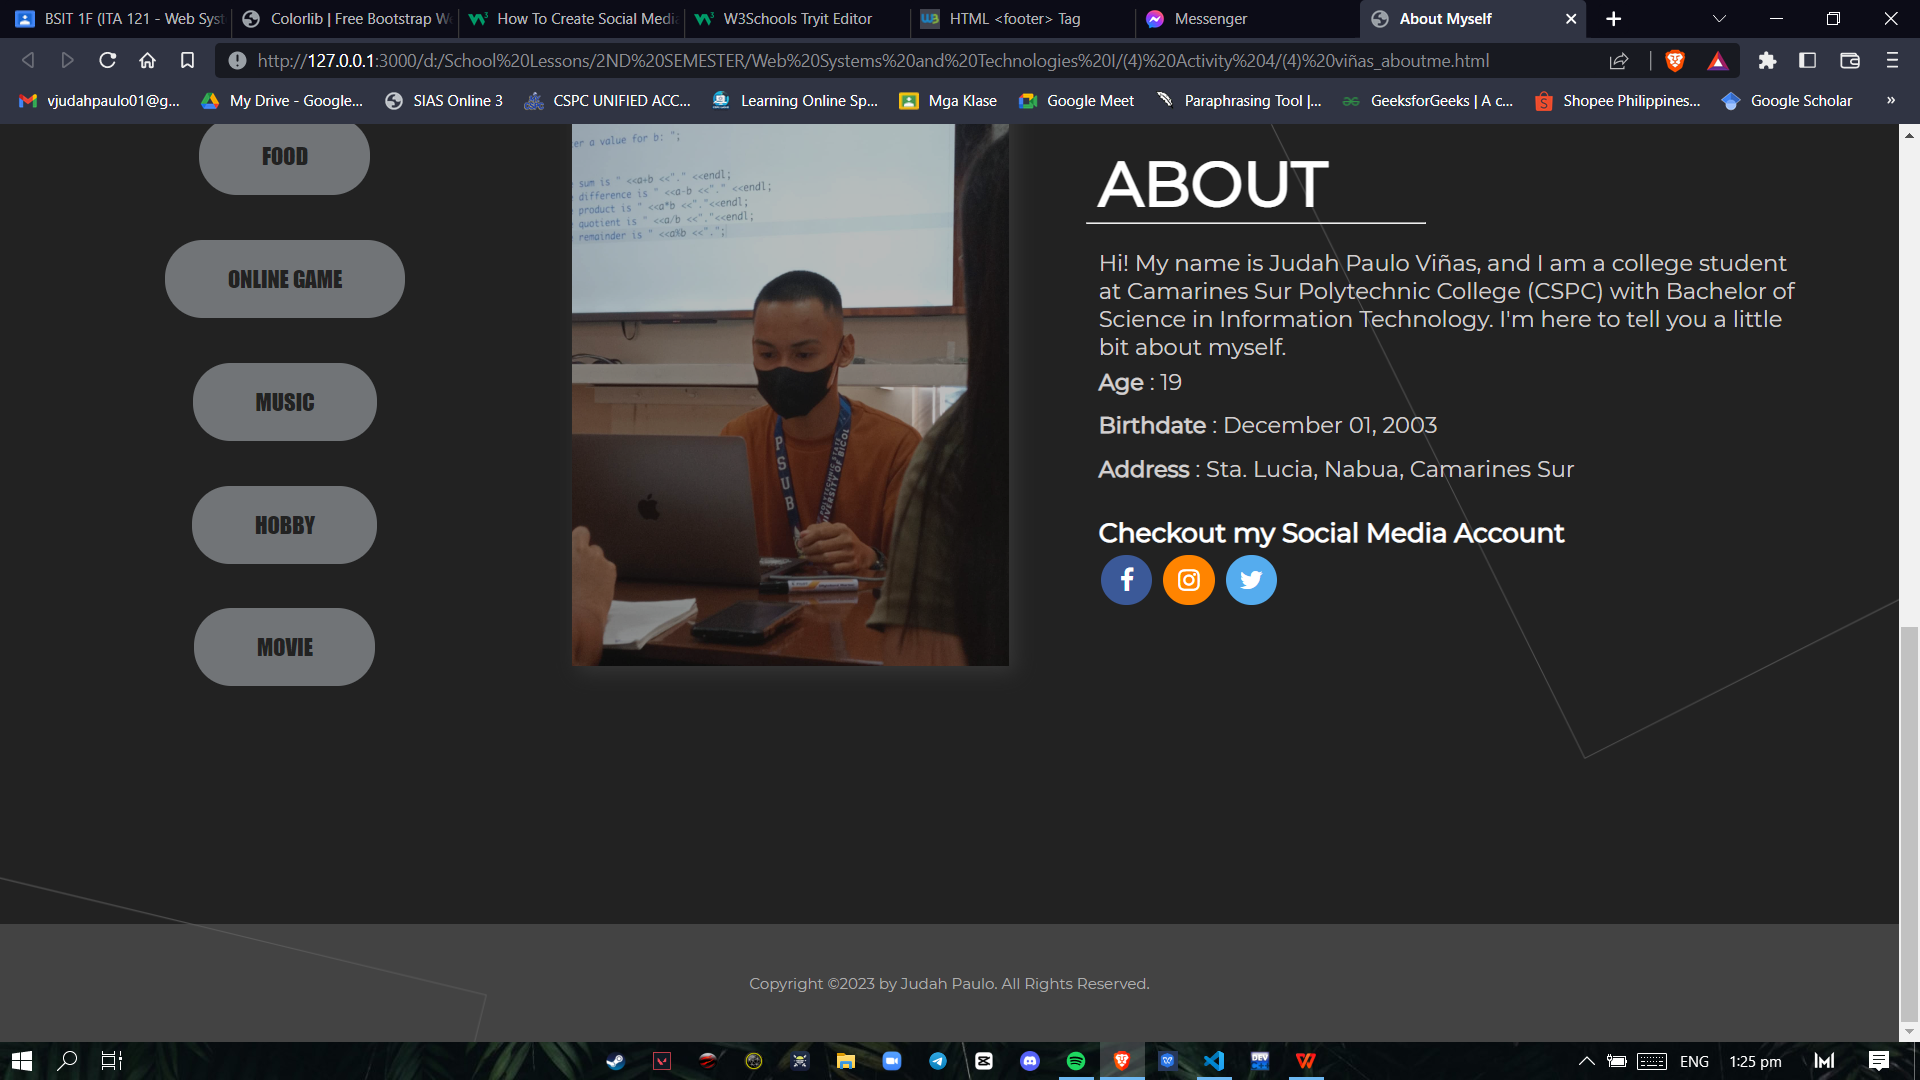 BSIT 1F (ITA 121 - Web Sys
Colorlib | Free Bootstrap W
How To Create Social Media
W3Schools Tryit Editor
HTML <footer> Tag
Messenger
About Myself
http://127.0.0.1:3000/d:/School%20Lessons/2ND%20SEMESTER/Web%20Systems%20and%20Technologies%20I/(4)%20Activity%204/(4)%20viñas_aboutme.html
vjudahpaulo01@g...
My Drive - Google...
SIAS Online 3
CSPC UNIFIED ACC...
Learning Online Sp...
Mga Klase
Google Meet
Paraphrasing Tool |...
GeeksforGeeks | A c...
Shopee Philippines...
Google Scholar
»
FOOD
ONLINE GAME
MUSIC
HOBBY
MOVIE
er a value for b: ";
sum is " <<a+b <<"." <<endl;
difference is " <<a-b <<"." <<endl;
product is " <<a*b <<"."<<endl;
quotient is " <<a/b <<"."<<endl;
remainder is " <<a%b <<".";
PSUB
ABOUT
Hi! My name is Judah Paulo Viñas, and I am a college student
at Camarines Sur Polytechnic College (CSPC) with Bachelor of
Science in Information Technology. I'm here to tell you a little
bit about myself.
Age : 19
Birthdate : December 01, 2003
Address : Sta. Lucia, Nabua, Camarines Sur
Checkout my Social Media Account
Copyright ©2023 by Judah Paulo. All Rights Reserved.
ENG
1:25 pm